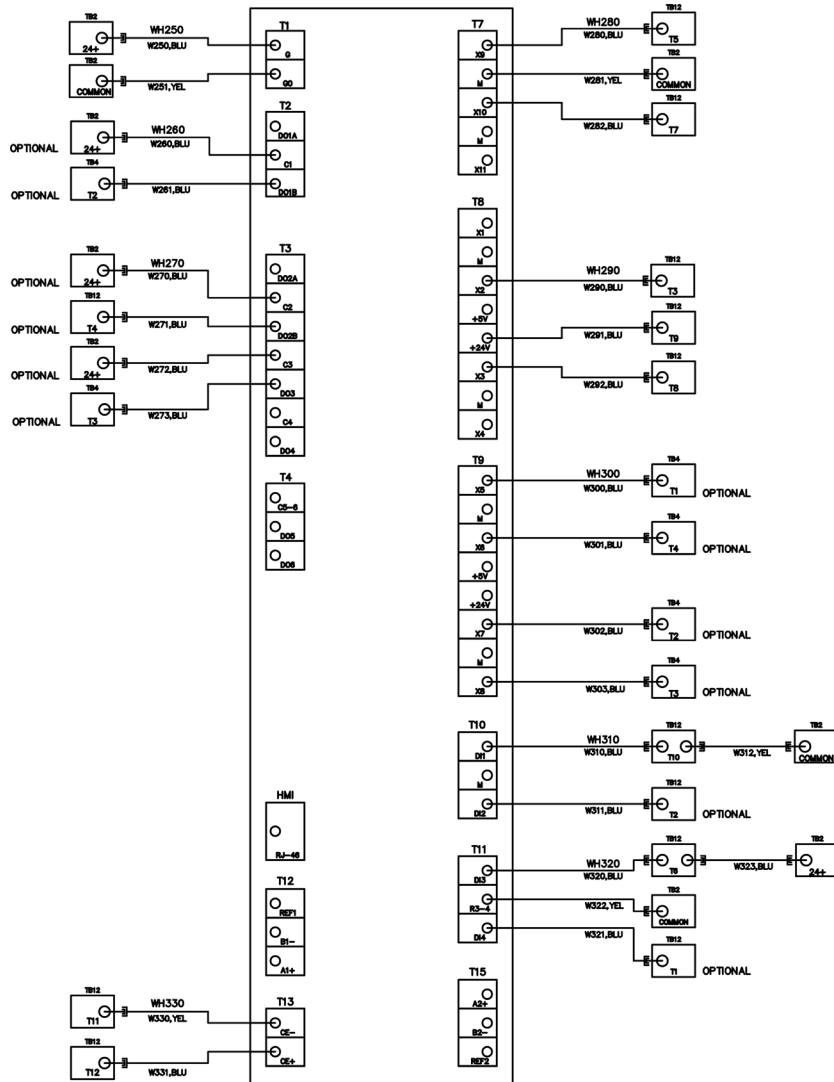 TB2
24+
WH250
W250,BLU
T1
G
TB2
COMMON
W251,YEL
G0
T2
DO1A
OPTIONAL
TB2
24+
WH260
W260,BLU
C1
OPTIONAL
TB4
T2
W261,BLU
DO1B
T3
DO2A
OPTIONAL
TB2
24+
WH270
W270,BLU
C2
OPTIONAL
TB12
T4
W271,BLU
DO2B
OPTIONAL
TB2
24+
W272,BLU
C3
OPTIONAL
TB4
T3
W273,BLU
DO3
C4
DO4
T4
C5-6
DO5
DO6
HMI
RJ-46
T12
REF1
B1-
A1+
TB12
T11
WH330
W330,YEL
T13
CE-
TB12
T12
W331,BLU
CE+
T7
X9
WH280
W280,BLU
TB12
T5
M
W281,YEL
TB2
COMMON
X10
W282,BLU
TB12
T7
M
X11
T8
X1
M
X2
WH290
W290,BLU
TB12
T3
+5V
+24V
W291,BLU
TB12
T9
X3
W292,BLU
TB12
T8
M
X4
T9
X5
WH300
W300,BLU
TB4
T1
OPTIONAL
M
X6
W301,BLU
TB4
T4
OPTIONAL
+5V
+24V
X7
W302,BLU
TB4
T2
OPTIONAL
M
X8
W303,BLU
TB4
T3
OPTIONAL
T10
DI1
WH310
W310,BLU
TB12
T10
W312,YEL
TB2
COMMON
M
DI2
W311,BLU
TB12
T2
OPTIONAL
T11
DI3
WH320
W320,BLU
TB12
T6
W323,BLU
TB2
24+
R3-4
W322,YEL
TB2
COMMON
DI4
W321,BLU
TB12
T1
OPTIONAL
T15
A2+
B2-
REF2